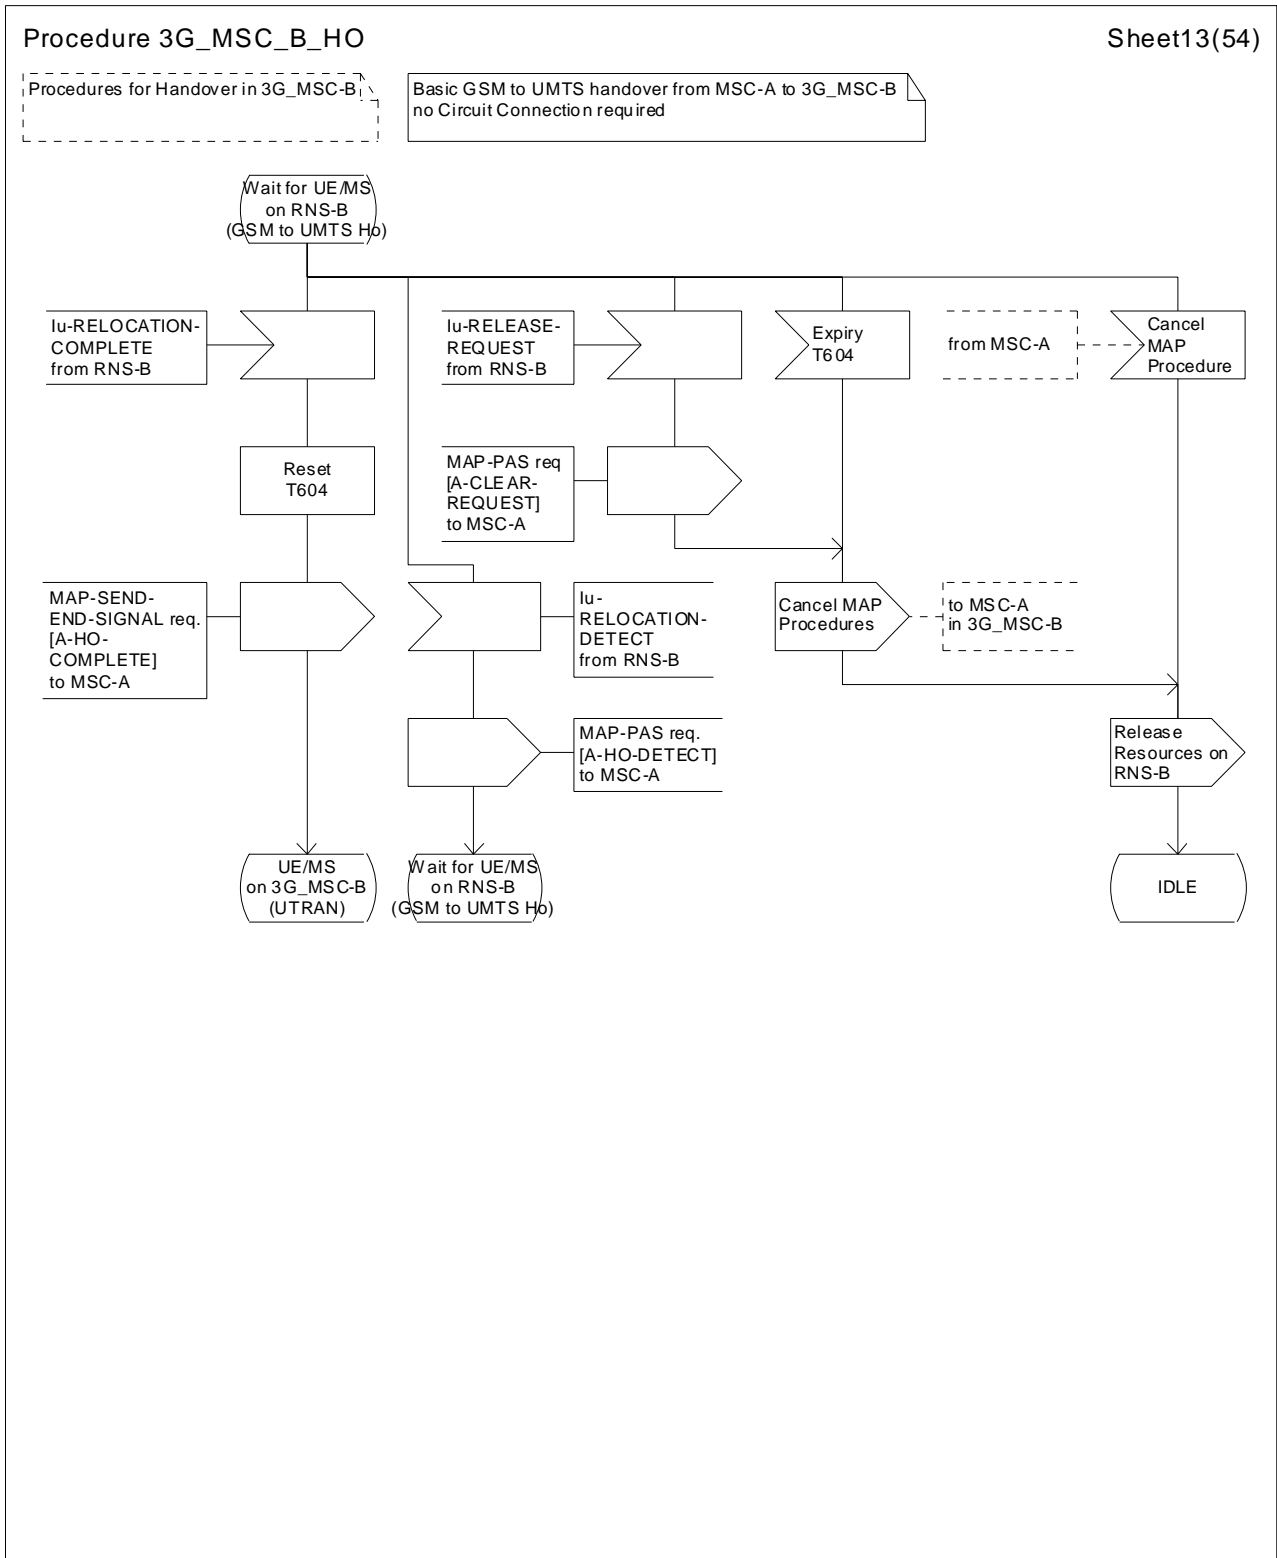 Procedure 3G_MSC_B_HO
Sheet13(54)
Procedures for Handover in 3G_MSC-B
Basic GSM to UMTS handover from MSC-A to 3G_MSC-B
no Circuit Connection required
Wait for UE/MS
on RNS-B
(GSM to UMTS Ho)
Iu-RELOCATION-
COMPLETE
from RNS-B
Iu-RELEASE-
REQUEST
from RNS-B
Expiry
T604
from MSC-A
Cancel
MAP
Procedure
Reset
T604
MAP-PAS req
[A-CLEAR-
REQUEST]
to MSC-A
MAP-SEND-
END-SIGNAL req.
[A-HO-
COMPLETE]
to MSC-A
Iu-
RELOCATION-
DETECT
from RNS-B
Cancel MAP
Procedures
to MSC-A
in 3G_MSC-B
MAP-PAS req.
[A-HO-DETECT]
to MSC-A
Release
Resources on
RNS-B
UE/MS
on 3G_MSC-B
(UTRAN)
Wait for UE/MS
on RNS-B
(GSM to UMTS Ho)
IDLE